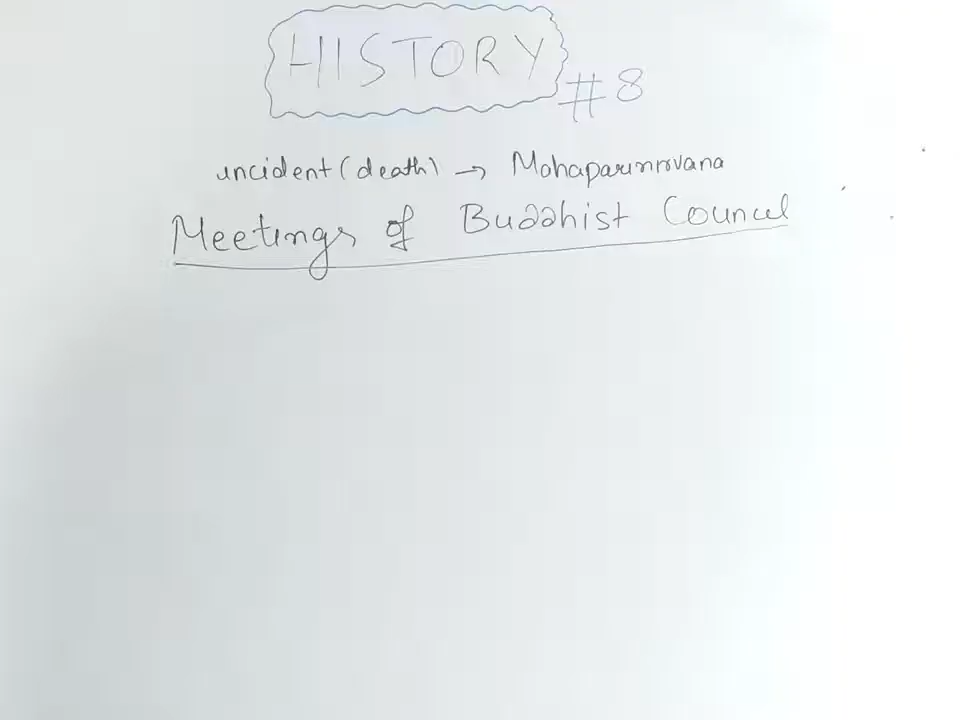 HISTORY #8
incident (death) → Mahaparinirvana
Meetings of Buddhist Council